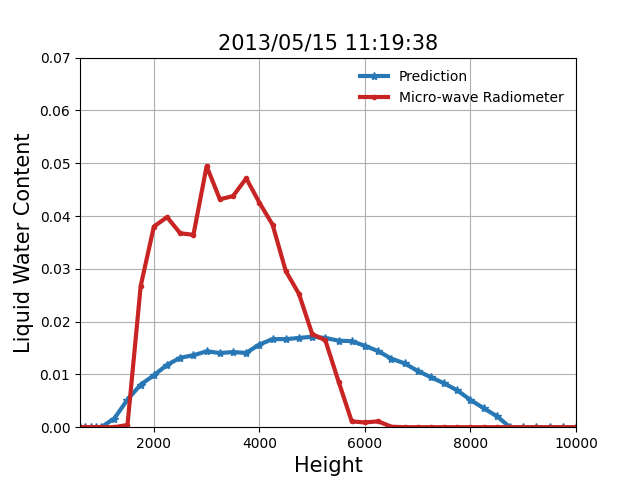 2013/05/15 11:19:38
0.07
0.06
0.05
0.04
0.03
0.02
0.01
0.00
Liquid Water Content
Prediction
Micro-wave Radiometer
2000 4000 6000 8000 10000
Height